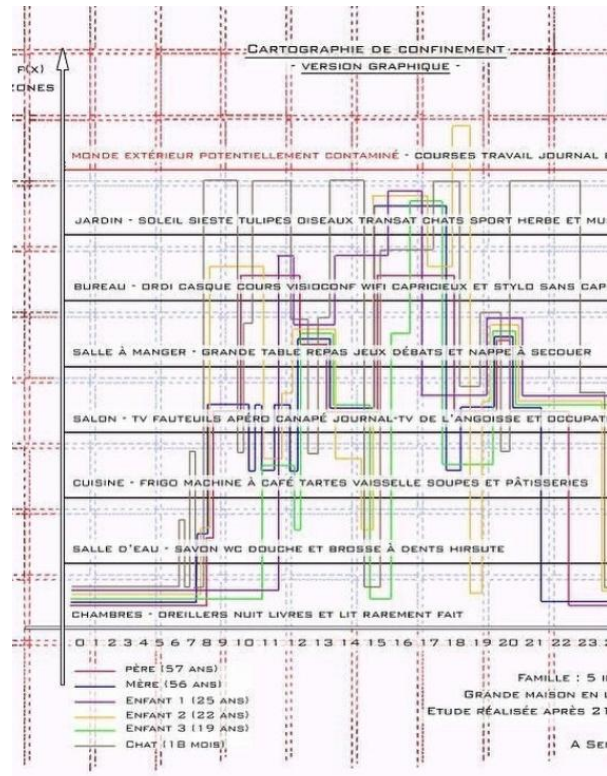 CARTOGRAPHIE DE CONFINEMENT
- VERSION GRAPHIQUE -
F(X)
ZONES
MONDE EXTÉRIEUR POTENTIELLEMENT CONTAMINÉ - COURSES TRAVAIL JOURNAL
JARDIN - SOLEIL SIESTE TULIPES OISEAUX TRANSAT CHATS SPORT HERBE ET MU
BUREAU - ORDI CASQUE COURS VISIOCONF WIFI CAPRICIEUX ET STYLO SANS CAP
SALLE À MANGER - GRANDE TABLE REPAS JEUX DÉBATS ET NAPPE À SECOUER
SALON - TV FAUTEUILS APÉRO CANAPÉ JOURNAL-TV DE L'ANGOISSE ET OCCUPAT
CUISINE - FRIGO MACHINE À CAFÉ TARTES VAISSELLE SOUPES ET PÂTISSERIES
SALLE D'EAU - SAVON WC DOUCHE ET BROSSE À DENTS HIRSUTE
CHAMBRES - OREILLERS NUIT LIVRES ET LIT RAREMENT FAIT
0 1 2 3 4 5 6 7 8 9 10 11 12 13 14 15 16 17 18 19 20 21 22 23
PÈRE (57 ANS)
MÈRE (56 ANS)
ENFANT 1 (25 ANS)
ENFANT 2 (22 ANS)
ENFANT 3 (19 ANS)
CHAT (18 MOIS)
FAMILLE : 5 I
GRANDE MAISON EN
ETUDE RÉALISÉE APRÈS 21
A SE